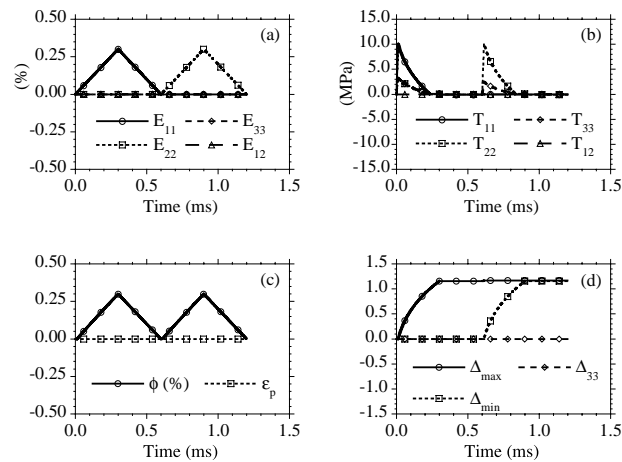 0.50 (a)
0.25
0.00
-0.25
-0.50
(%)
E11 E33
E22 E12
0.0 0.5 1.0 1.5
Time (ms)
15.0 (b)
10.0
5.0
0.0
-5.0
-10.0
-15.0
(MPa)
T11 T33
T22 T12
0.0 0.5 1.0 1.5
Time (ms)
0.50 (c)
0.25
0.00
-0.25
-0.50
ϕ (%) εp
0.0 0.5 1.0 1.5
Time (ms)
1.5 (d)
1.0
0.5
0.0
-0.5
-1.0
-1.5
Δmax Δ33
Δmin
0.0 0.5 1.0 1.5
Time (ms)